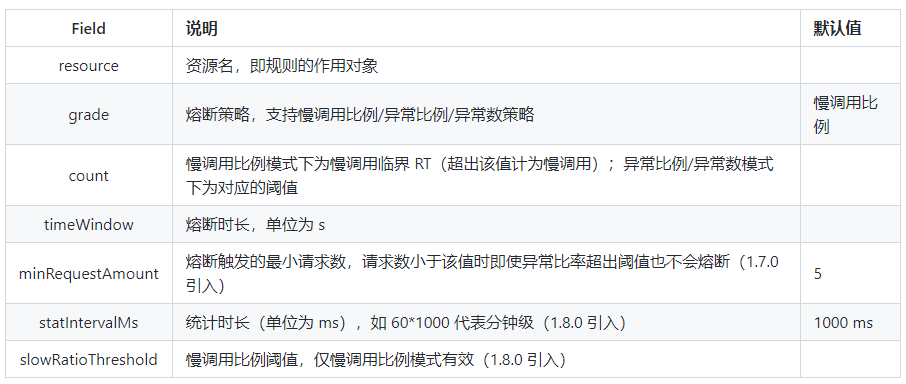 Field 说明 默认值
resource 资源名，即规则的作用对象
grade 熔断策略，支持慢调用比例/异常比例/异常数策略 慢调用比
例
count 慢调用比例模式下为慢调用临界 RT（超出该值计为慢调用）；异常比例/异常数模式
下为对应的阈值
timeWindow 熔断时长，单位为 s
minRequestAmount 熔断触发的最小请求数，请求数小于该值时即使异常比率超出阈值也不会熔断（1.7.0
引入） 5
statIntervalMs 统计时长（单位为 ms），如 60*1000 代表分钟级（1.8.0 引入） 1000 ms
slowRatioThreshold 慢调用比例阈值，仅慢调用比例模式有效（1.8.0 引入）